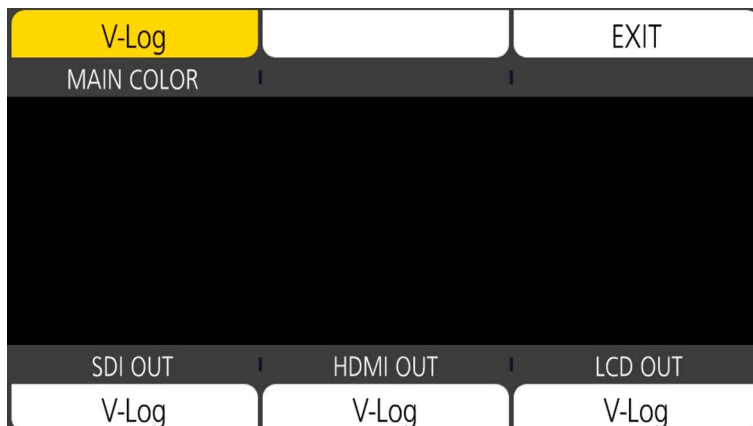 V-Log EXIT
MAIN COLOR
SDI OUT HDMI OUT LCD OUT
V-Log V-Log V-Log